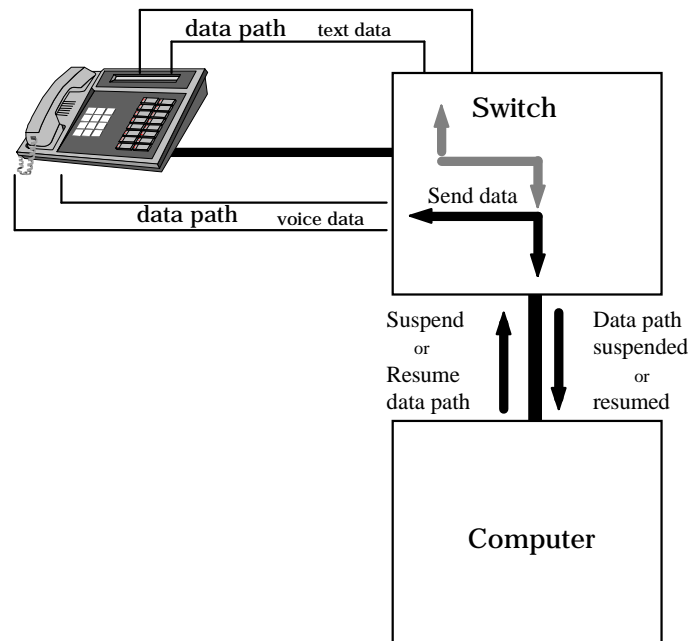 data path text data
Switch
Send data
data path voice data
Suspend
or
Resume
data path
Data path
suspended
or
resumed
Computer